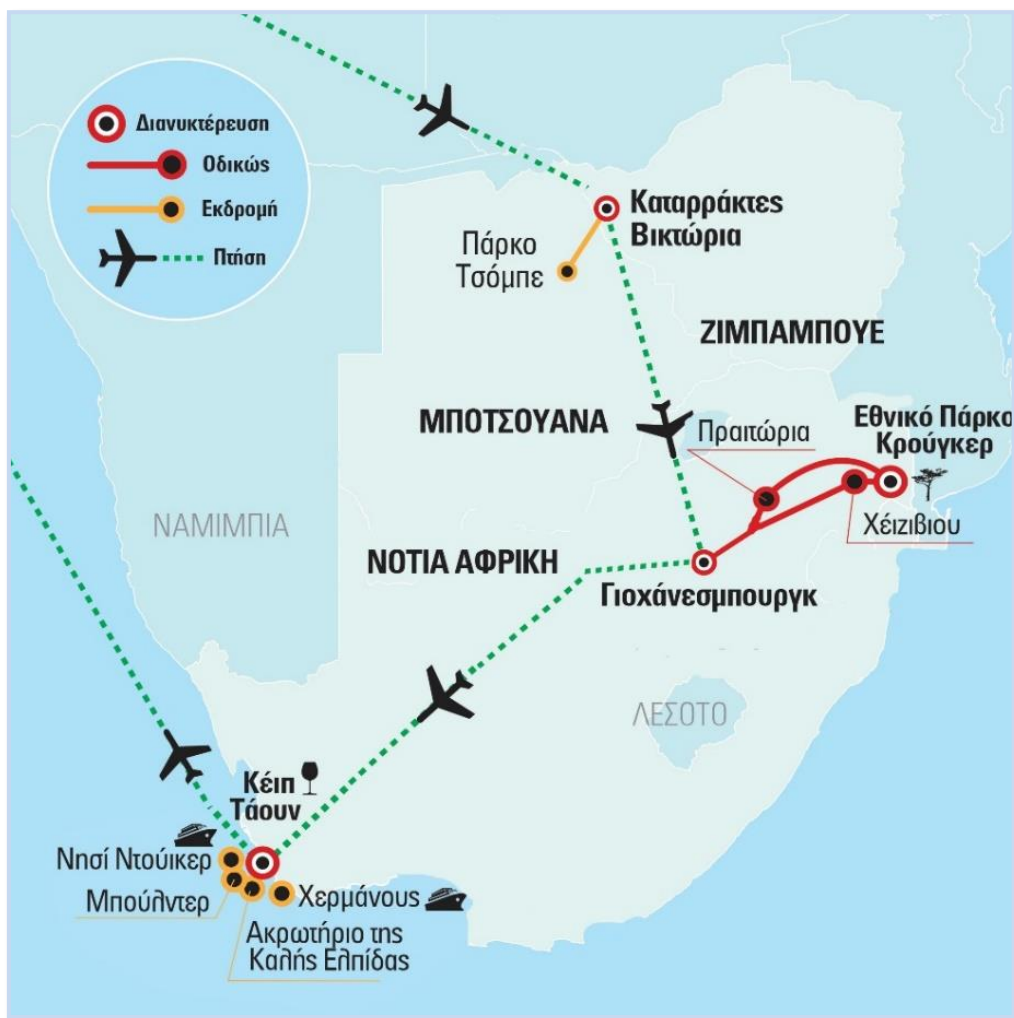 Διανυκτέρευση
Οδικώς
Εκδρομή
Πτήση
Καταρράκτες
Βικτώρια
Πάρκο
Τσόμπε
ΖΙΜΠΑΜΠΟΥΕ
ΜΠΟΤΣΟΥΑΝΑ
Πραιτώρια
Εθνικό Πάρκο
Κρούγκερ
Χέιζιβιου
ΝΑΜΙΜΠΙΑ
ΝΟΤΙΑ ΑΦΡΙΚΗ
Γιοχάνεσμπουργκ
ΛΕΣΟΤΟ
Κέιπ
Τάουν
Νησί Ντούικερ
Μπούλντερ
Χερμάνους
Ακρωτήριο της
Καλής Ελπίδας